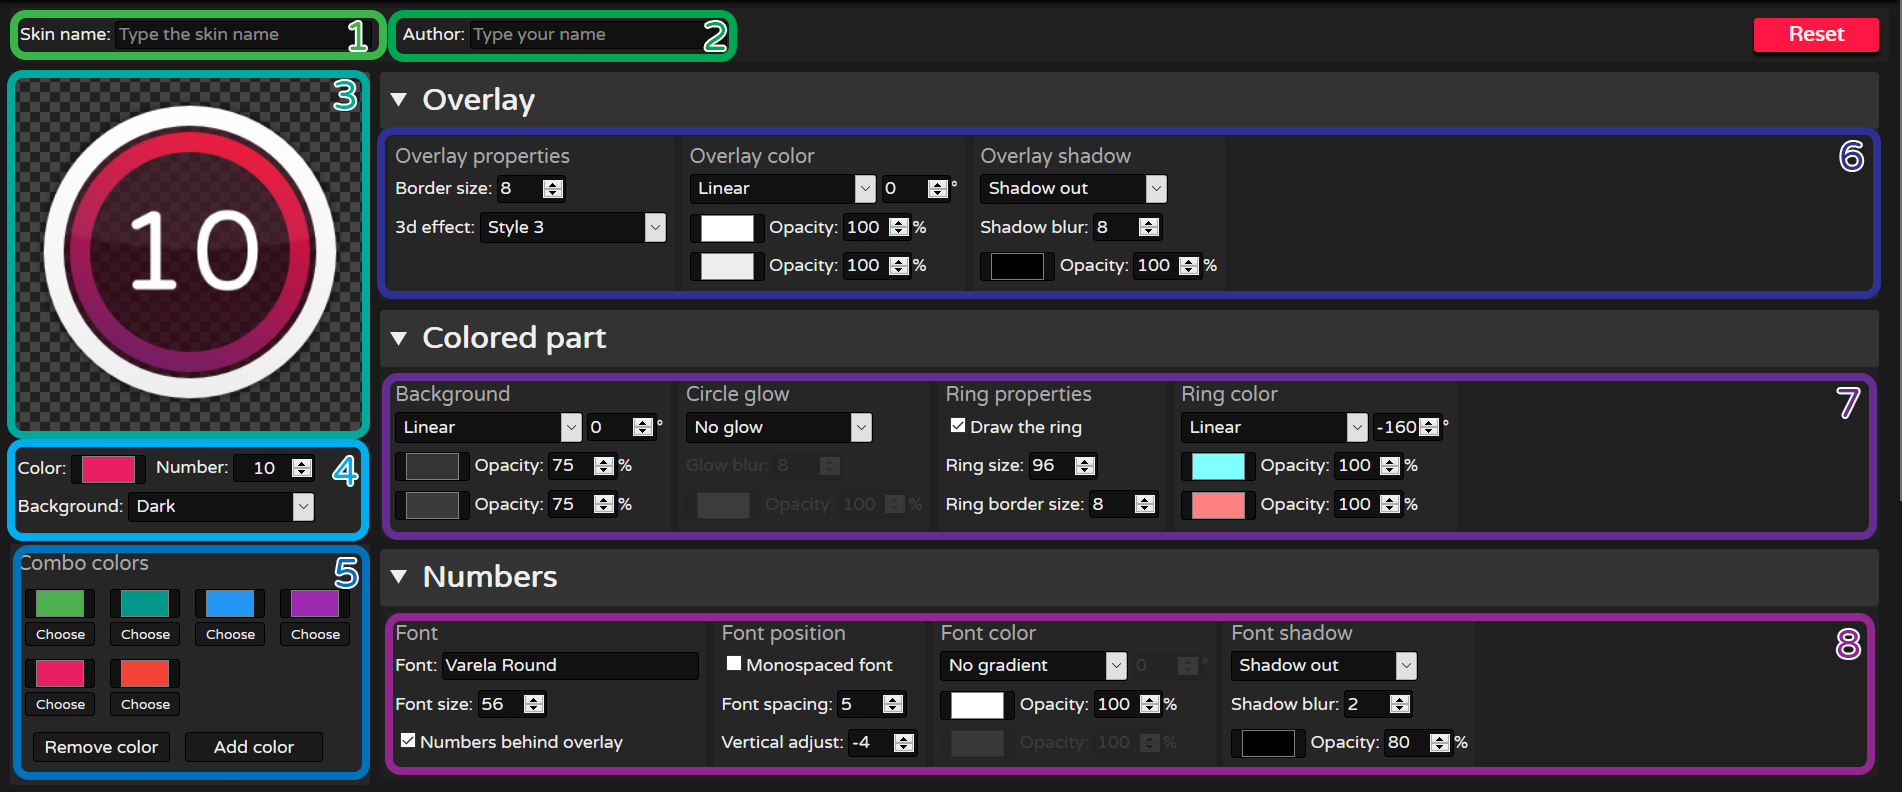 Skin name: Type the skin name 1
Author: Type your name 2
Reset
3
10
Color: Number: 10 4
Background: Dark
Combo colors 5
Choose Choose Choose Choose
Choose Choose
Remove color Add color
Overlay
6
Overlay properties
Border size: 8
3d effect: Style 3
Overlay color
Linear 0 °
Opacity: 100 %
Opacity: 100 %
Overlay shadow
Shadow out
Shadow blur: 8
Opacity: 100 %
Colored part
7
Background
Linear 0 °
Opacity: 75 %
Opacity: 75 %
Circle glow
No glow
Glow blur: 8
Opacity: 100 %
Ring properties
Draw the ring
Ring size: 96
Ring border size: 8
Ring color
Linear -160 °
Opacity: 100 %
Opacity: 100 %
Numbers
8
Font
Font: Varela Round
Font size: 56
Numbers behind overlay
Font position
Monospaced font
Font spacing: 5
Vertical adjust: -4
Font color
No gradient 0 °
Opacity: 100 %
Opacity: 100 %
Font shadow
Shadow out
Shadow blur: 2
Opacity: 80 %